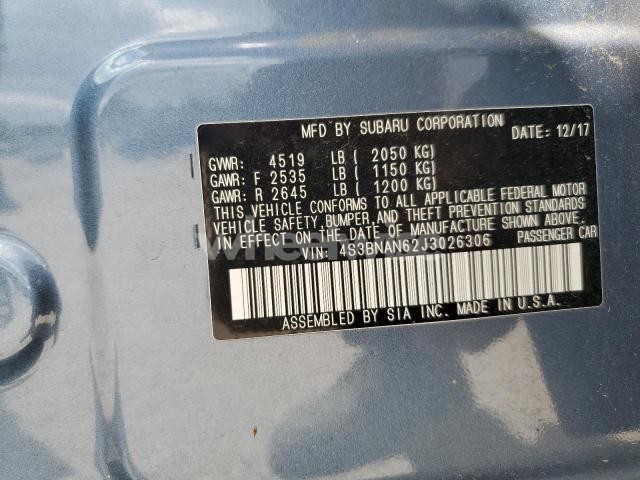 MFD BY SUBARU CORPORATION DATE: 12/17
GVWR: 4519 LB ( 2050 KG)
GAWR: F 2535 LB ( 1150 KG)
GAWR: R 2645 LB ( 1200 KG)
THIS VEHICLE CONFORMS TO ALL APPLICABLE FEDERAL MOTOR
VEHICLE SAFETY,BUMPER,AND THEFT PREVENTION STANDARDS
IN EFFECT ON THE DATE OF MANUFACTURE SHOWN ABOVE.
VIN: 4S3BNAN62J3026306 PASSENGER CAR
ASSEMBLED BY SIA INC. MADE IN U.S.A.